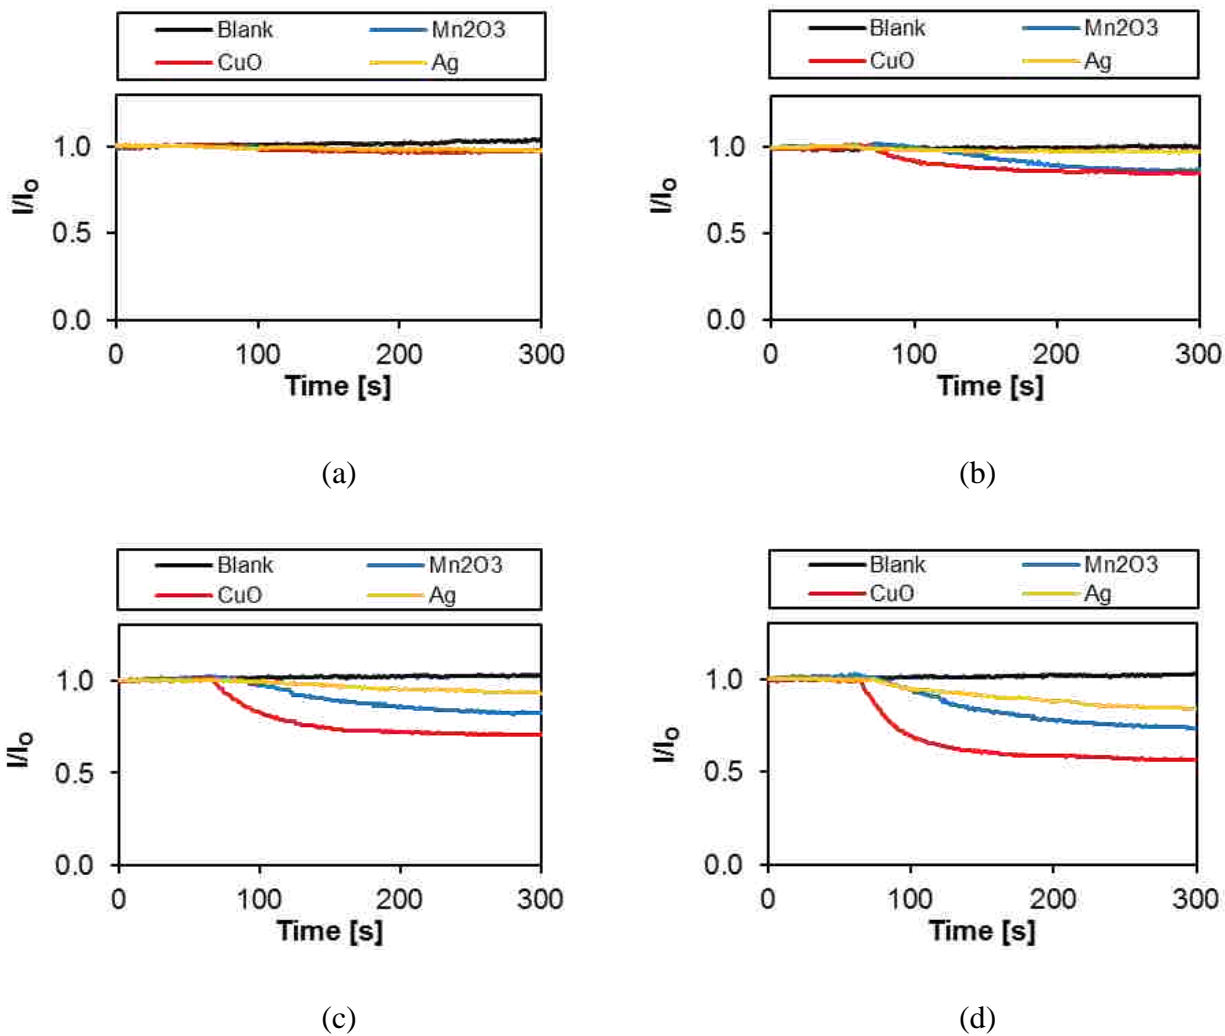 Blank Mn2O3
CuO Ag
1.0
0.5
0.0
I/Io
0 100 200 300
Time [s]
(a)
Blank Mn2O3
CuO Ag
1.0
0.5
0.0
I/Io
0 100 200 300
Time [s]
(b)
Blank Mn2O3
CuO Ag
1.0
0.5
0.0
I/Io
0 100 200 300
Time [s]
(c)
Blank Mn2O3
CuO Ag
1.0
0.5
0.0
I/Io
0 100 200 300
Time [s]
(d)